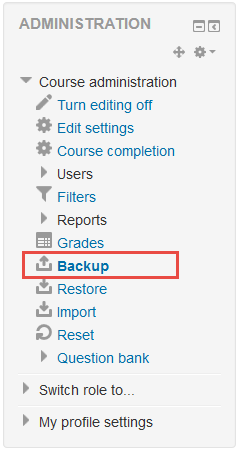 ADMINISTRATION
Course administration
Turn editing off
Edit settings
Course completion
Users
Filters
Reports
Grades
Backup
Restore
Import
Reset
Question bank
Switch role to...
My profile settings